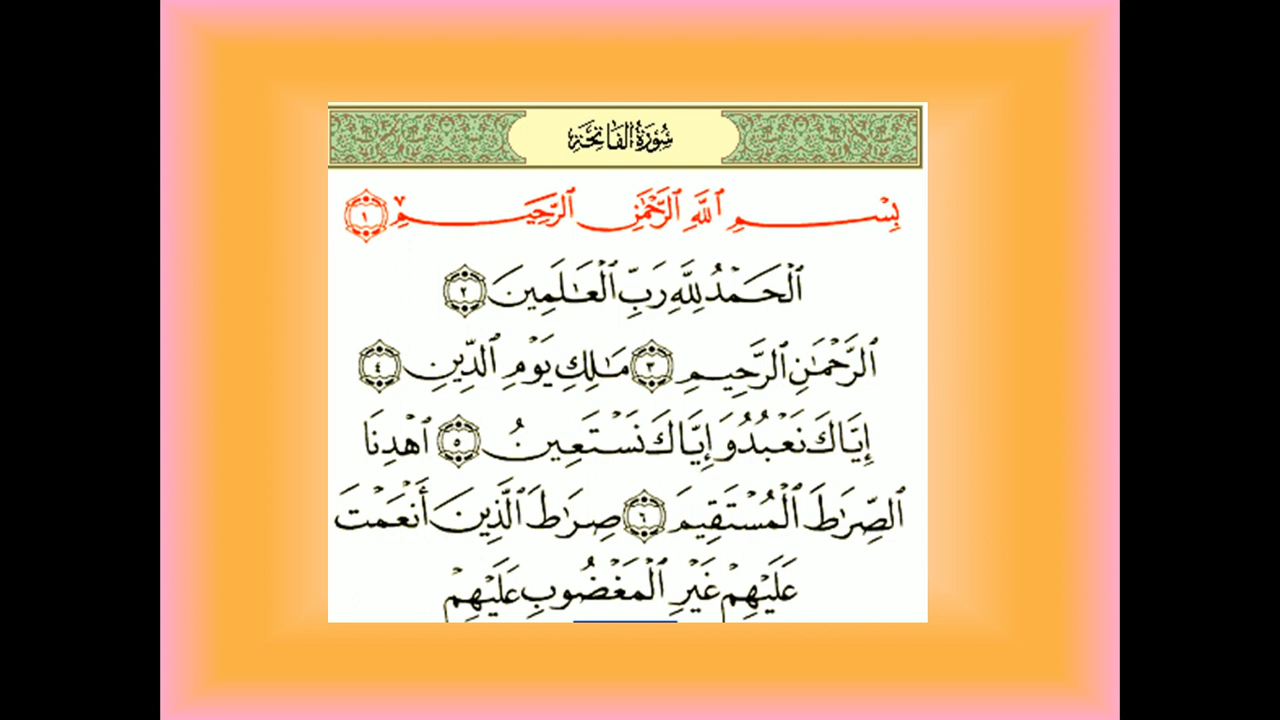 سُورَةُ الفَاتِحَةِ
بِسْمِ ٱللَّهِ ٱلرَّحْمَٰنِ ٱلرَّحِيمِ ١
ٱلْحَمْدُ لِلَّهِ رَبِّ ٱلْعَٰلَمِينَ ٢
ٱلرَّحْمَٰنِ ٱلرَّحِيمِ ٣ مَٰلِكِ يَوْمِ ٱلدِّينِ ٤
إِيَّاكَ نَعْبُدُ وَإِيَّاكَ نَسْتَعِينُ ٥ ٱهْدِنَا
ٱلصِّرَٰطَ ٱلْمُسْتَقِيمَ ٦ صِرَٰطَ ٱلَّذِينَ أَنْعَمْتَ
عَلَيْهِمْ غَيْرِ ٱلْمَغْضُوبِ عَلَيْهِمْ